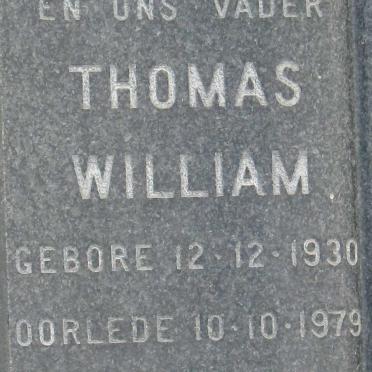 EN ONS VADER
THOMAS
WILLIAM
GEBORE 12·12·1930
OORLEDE 10·10·1979